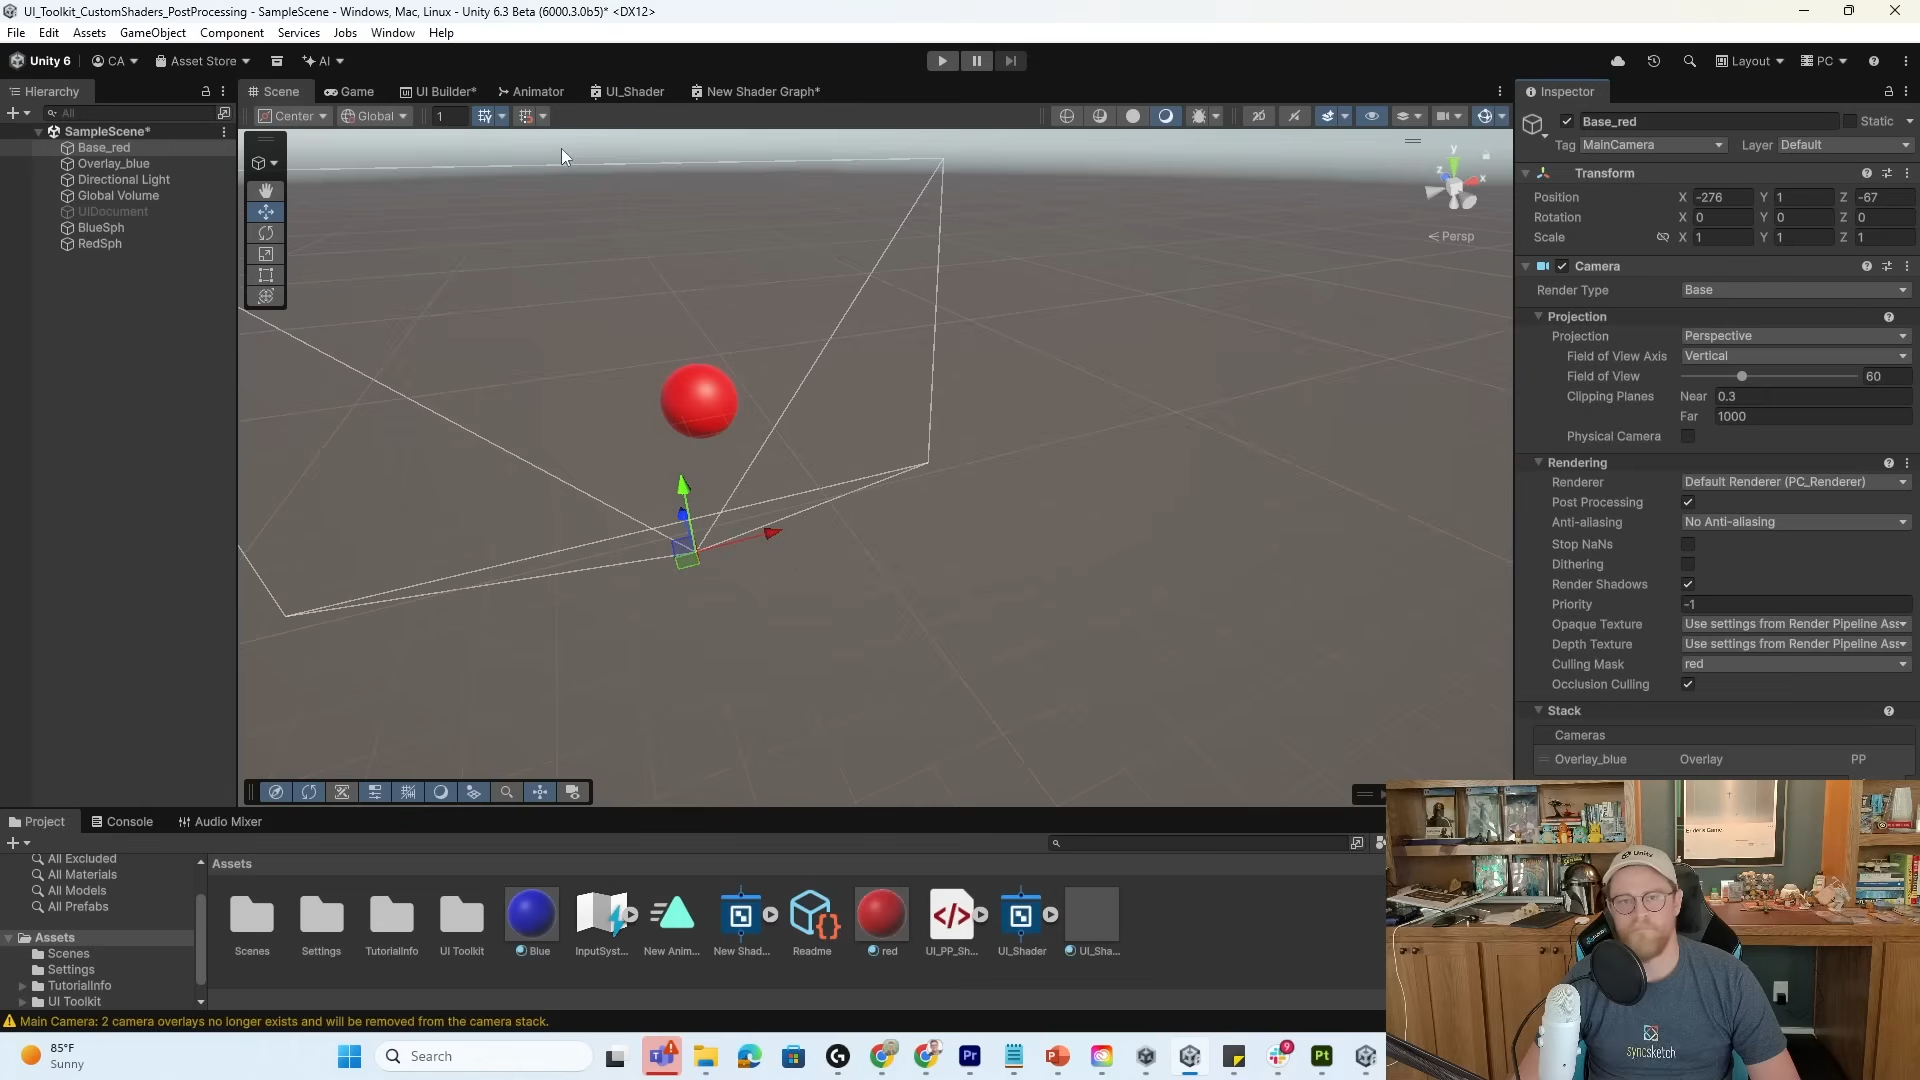 UI_Toolkit_CustomShaders_PostProcessing - SampleScene - Windows, Mac, Linux - Unity 6.3 Beta (6000.3.0b5)* <DX12>
File Edit Assets GameObject Component Services Jobs Window Help
Unity 6 CA Asset Store AI Layout PC
Hierarchy
All
SampleScene*
Base_red
Overlay_blue
Directional Light
Global Volume
UIDocument
BlueSph
RedSph
Scene Game UI Builder* Animator UI_Shader New Shader Graph*
Center Global 1 2D
y
z
x
Persp
Inspector
Base_red Static
Tag MainCamera Layer Default
Transform
Position X -276 Y 1 Z -67
Rotation X 0 Y 0 Z 0
Scale X 1 Y 1 Z 1
Camera
Render Type Base
Projection
Projection Perspective
Field of View Axis Vertical
Field of View 60
Clipping Planes Near 0.3
Far 1000
Physical Camera
Rendering
Renderer Default Renderer (PC_Renderer)
Post Processing
Anti-aliasing No Anti-aliasing
Stop NaNs
Dithering
Render Shadows
Priority -1
Opaque Texture Use settings from Render Pipeline Ass
Depth Texture Use settings from Render Pipeline Ass
Culling Mask red
Occlusion Culling
Stack
Cameras
Overlay_blue Overlay PP
Project Console Audio Mixer
All Excluded
All Materials
All Models
All Prefabs
Assets
Scenes
Settings
TutorialInfo
UI Toolkit
Assets
Scenes Settings TutorialInfo UI Toolkit Blue InputSyst... New Anim... New Shad... Readme red UI_PP_Sh... UI_Shader UI_Sha...
Main Camera: 2 camera overlays no longer exists and will be removed from the camera stack.
85°F
Sunny
Search
Pr
Pt
9
Ender's Game
Unity
syncsketch